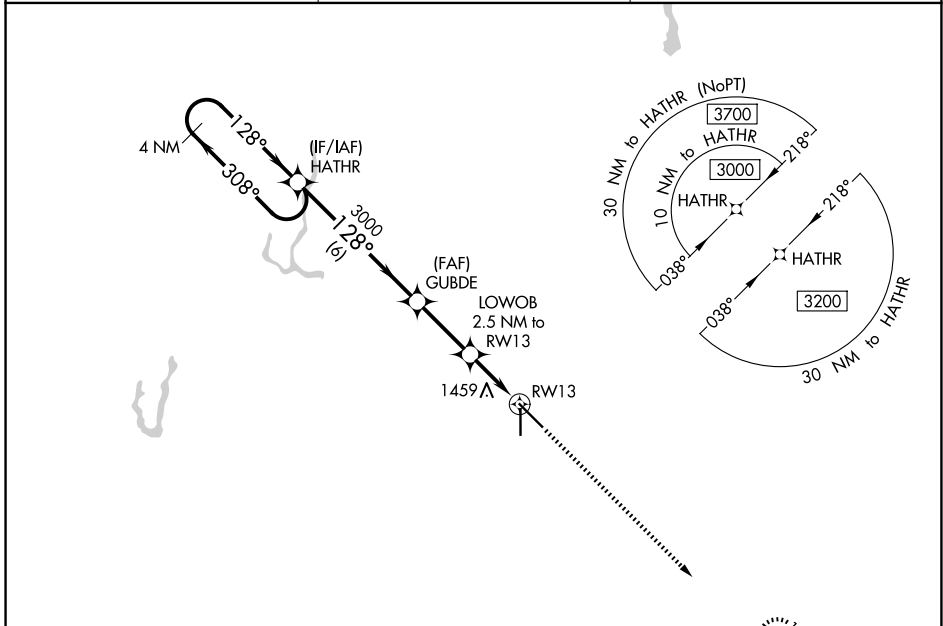 128°
4 NM
308°
(IF/IAF)
HATHR
3000
128°
(6)
(FAF)
GUBDE
LOWOB
2.5 NM to
RW13
1459
RW13
30 NM to HATHR (NoPT)
3700
10 NM to HATHR
3000
218°
HATHR
038°
218°
HATHR
3200
038°
30 NM to HATHR